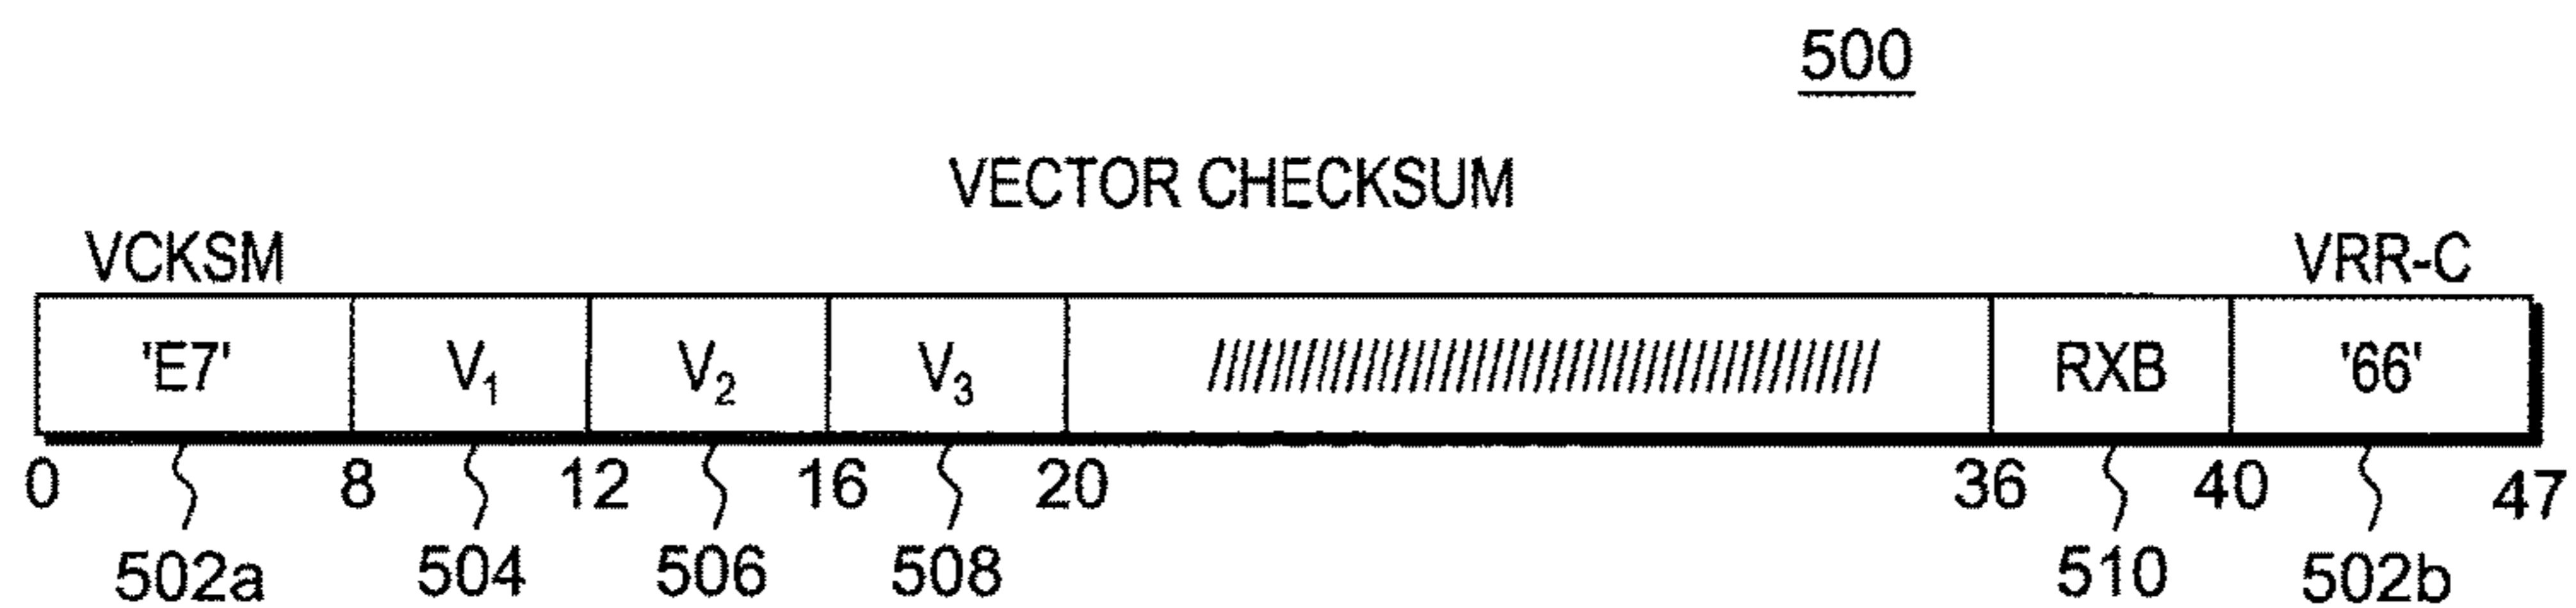 500
VECTOR CHECKSUM
VCKSM VRR-C
'E7' V₁ V₂ V₃ ////////////////////////////////////////// RXB '66'
0 8 12 16 20 36 40 47
502a 504 506 508 510 502b